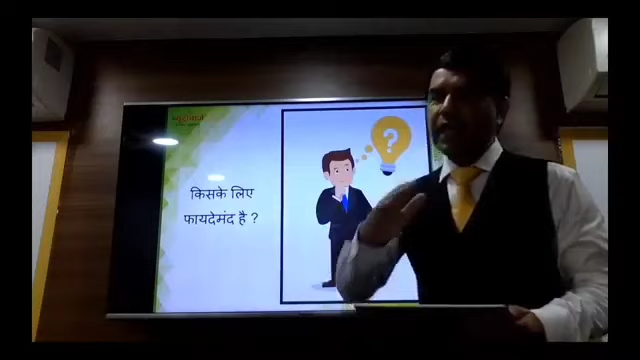 किसके लिए
फायदेमंद है ?
?